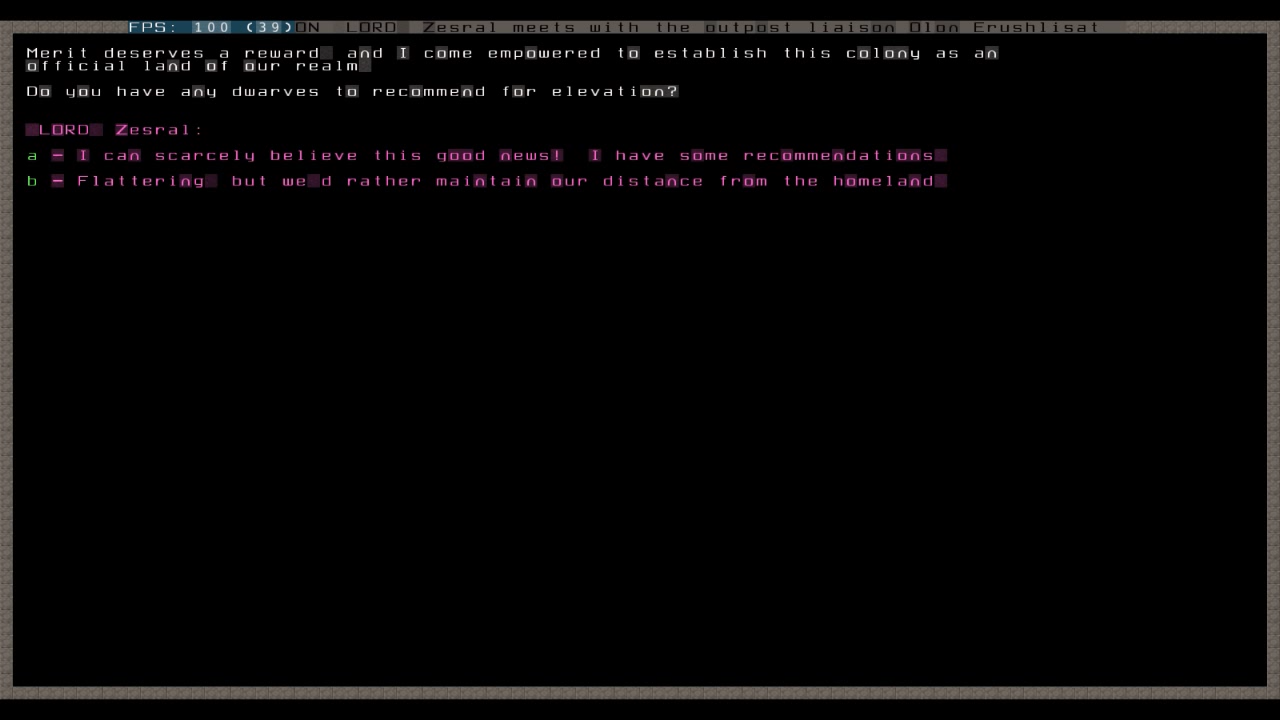 FPS: 100 (39)ON LORD Zesral meets with the outpost liaison Olon Erushlisat
Merit deserves a reward and I come empowered to establish this colony as an
official land of our realm
Do you have any dwarves to recommend for elevation?
LORD Zesral:
a - I can scarcely believe this good news! I have some recommendations
b - Flattering but we d rather maintain our distance from the homeland